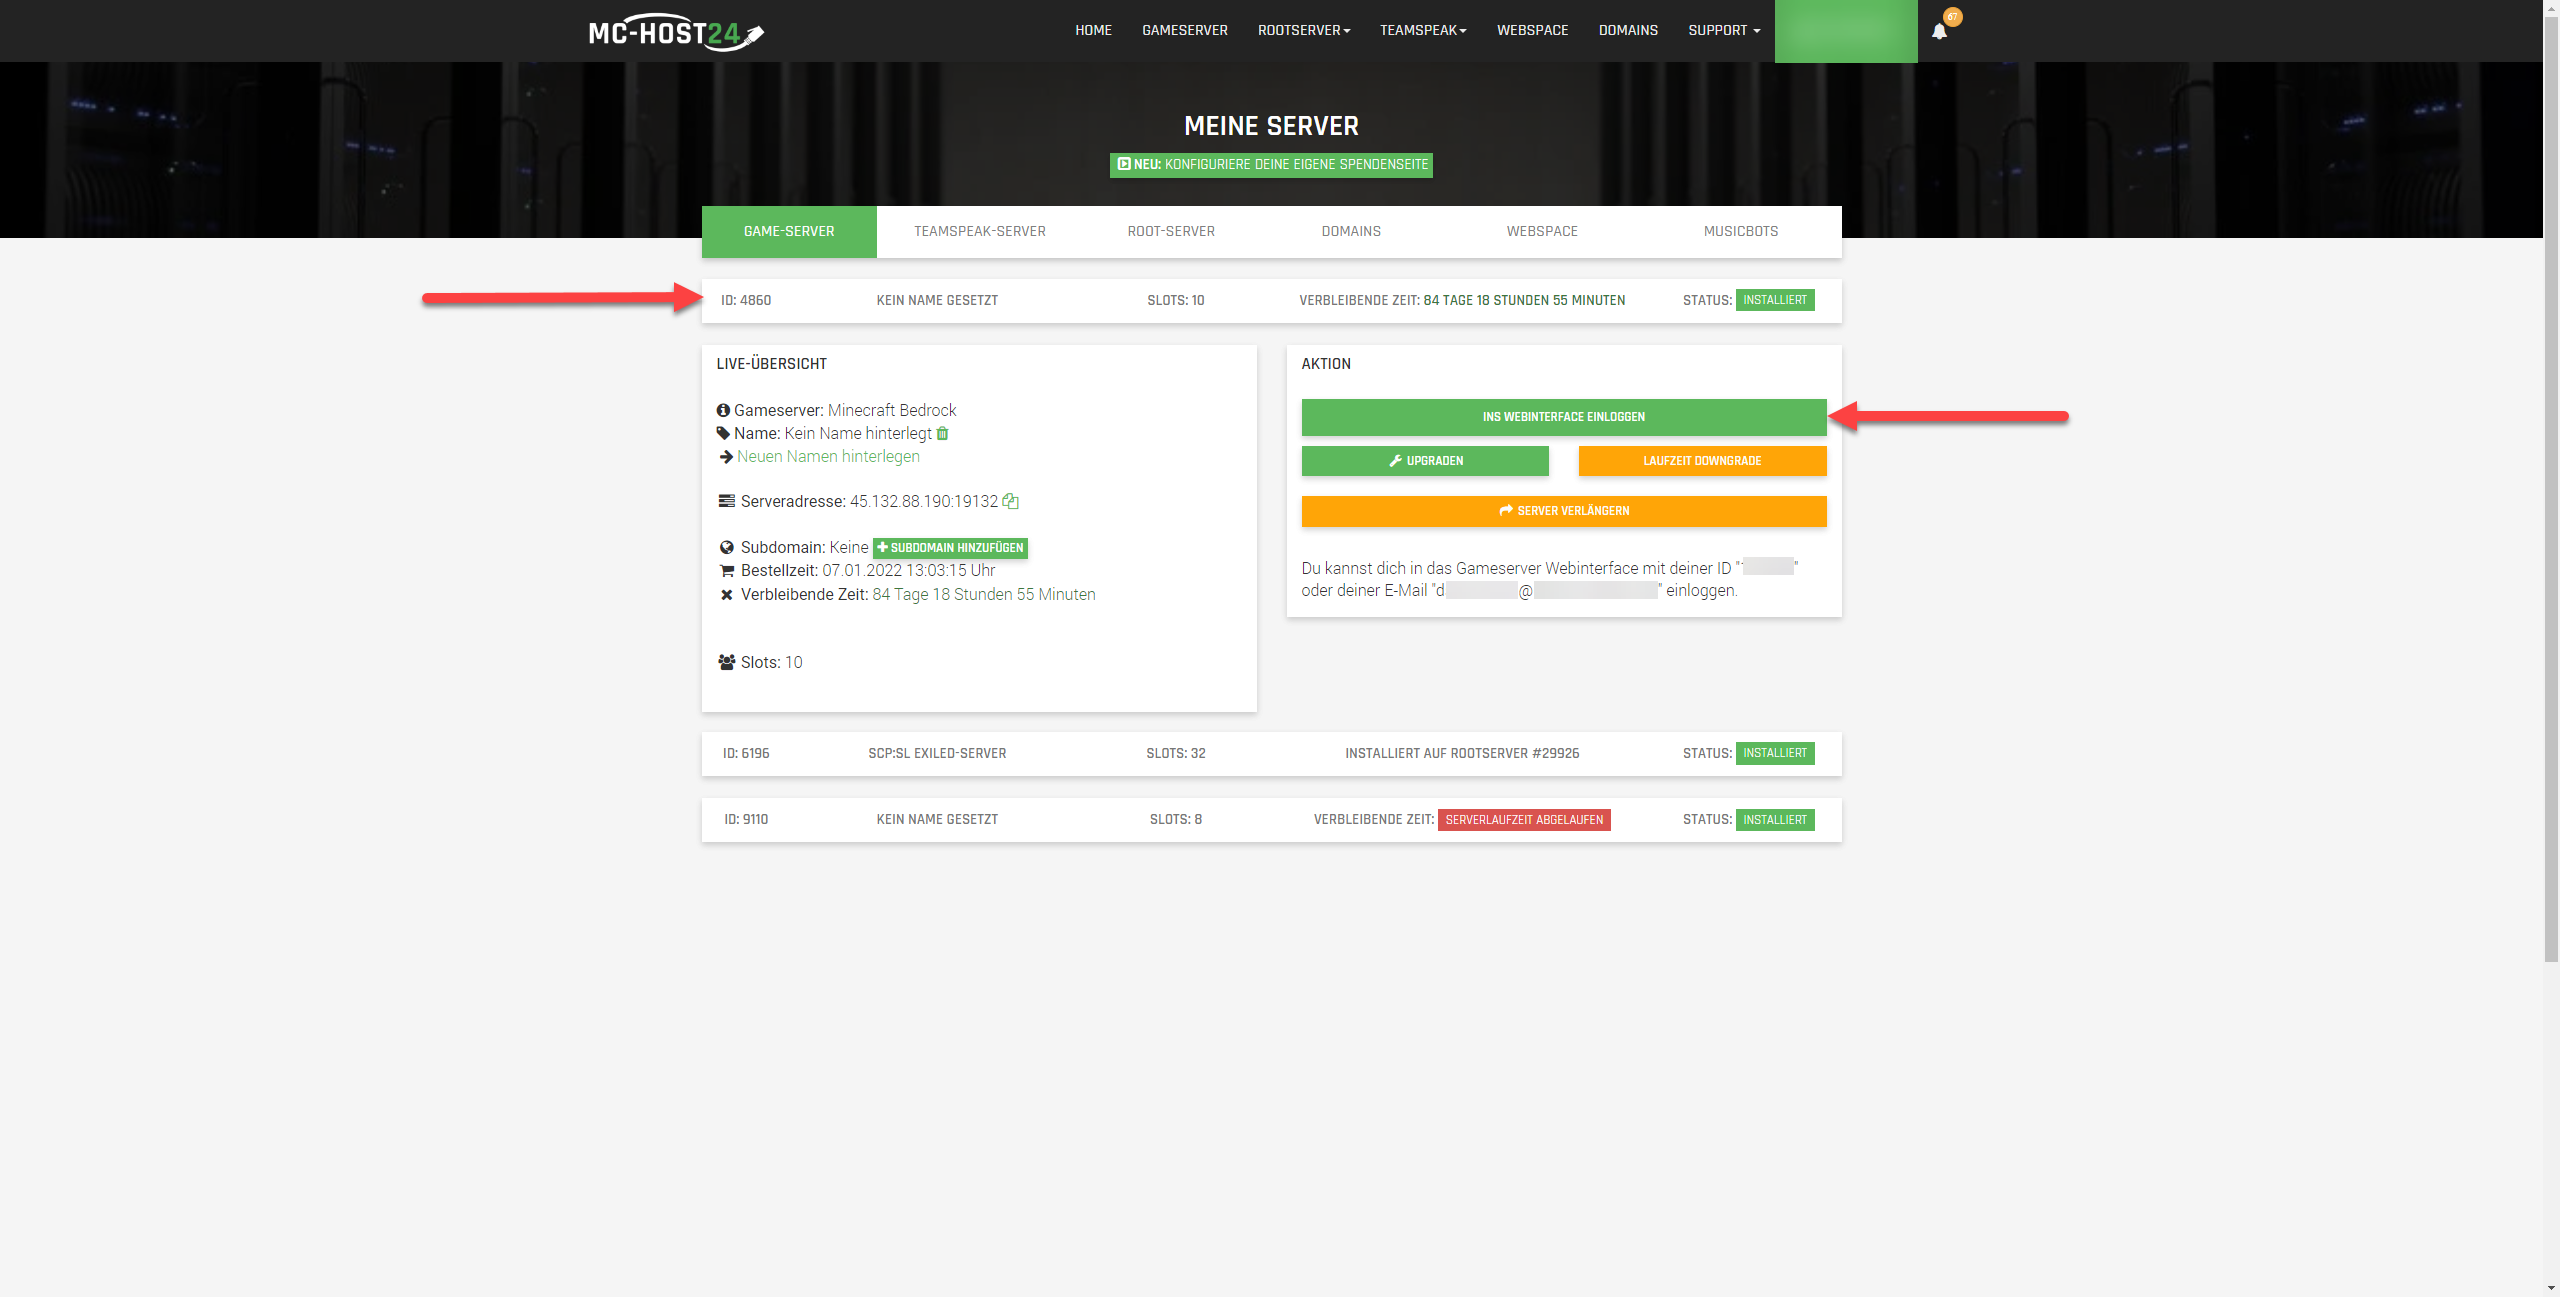 MC-HOST24
HOME GAMESERVER ROOTSERVER TEAMSPEAK WEBSPACE DOMAINS SUPPORT
67
MEINE SERVER
NEU: KONFIGURIERE DEINE EIGENE SPENDENSEITE
GAME-SERVER TEAMSPEAK-SERVER ROOT-SERVER DOMAINS WEBSPACE MUSICBOTS
ID: 4860 KEIN NAME GESETZT SLOTS: 10 VERBLEIBENDE ZEIT: 84 TAGE 18 STUNDEN 55 MINUTEN STATUS: INSTALLIERT
LIVE-ÜBERSICHT
Gameserver: Minecraft Bedrock
Name: Kein Name hinterlegt
Neuen Namen hinterlegen
Serveradresse: 45.132.88.190:19132
Subdomain: Keine SUBDOMAIN HINZUFÜGEN
Bestellzeit: 07.01.2022 13:03:15 Uhr
Verbleibende Zeit: 84 Tage 18 Stunden 55 Minuten
Slots: 10
AKTION
INS WEBINTERFACE EINLOGGEN
UPGRADEN LAUFZEIT DOWNGRADE
SERVER VERLÄNGERN
Du kannst dich in das Gameserver Webinterface mit deiner ID " "
oder deiner E-Mail "d @ " einloggen.
ID: 6196 SCP:SL EXILED-SERVER SLOTS: 32 INSTALLIERT AUF ROOTSERVER #29926 STATUS: INSTALLIERT
ID: 9110 KEIN NAME GESETZT SLOTS: 8 VERBLEIBENDE ZEIT: SERVERLAUFZEIT ABGELAUFEN STATUS: INSTALLIERT